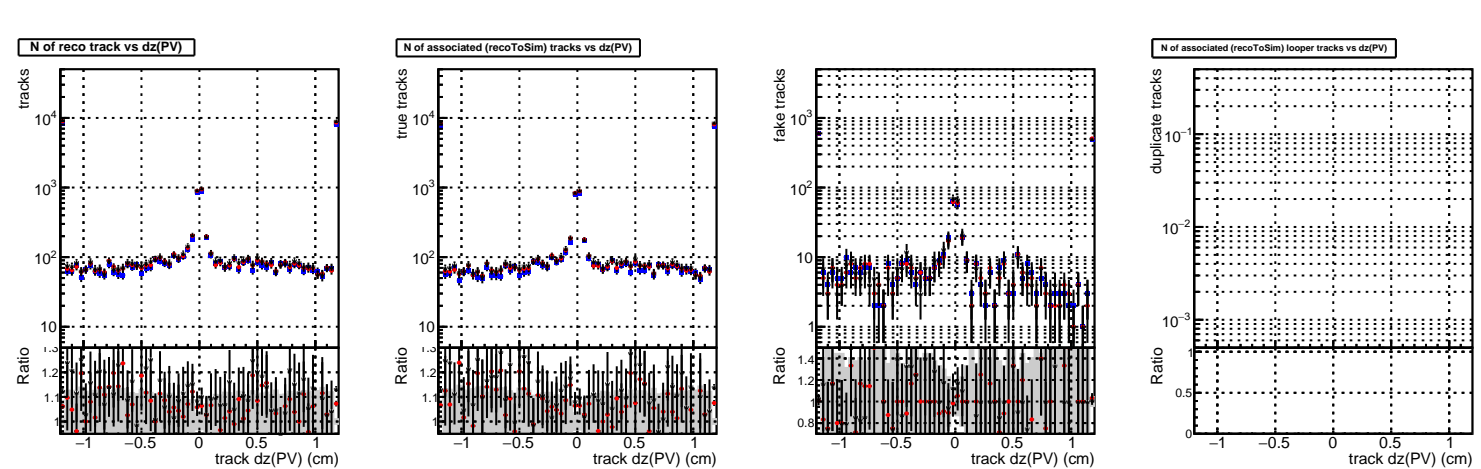 N of reco track vs dz(PV)
tracks
10⁴
10³
10²
10
Ratio
1.3
1.2
1.1
1
−1 −0.5 0 0.5 1
track dz(PV) (cm)
N of associated (recoToSim) tracks vs dz(PV)
true tracks
10⁴
10³
10²
10
Ratio
1.3
1.2
1.1
1
−1 −0.5 0 0.5 1
track dz(PV) (cm)
fake tracks
10³
10²
10
1
Ratio
1.4
1.2
1
0.8
−1 −0.5 0 0.5 1
track dz(PV) (cm)
N of associated (recoToSim) looper tracks vs dz(PV)
duplicate tracks
10⁻¹
10⁻²
10⁻³
Ratio
1
0.5
0
−1 −0.5 0 0.5 1
track dz(PV) (cm)